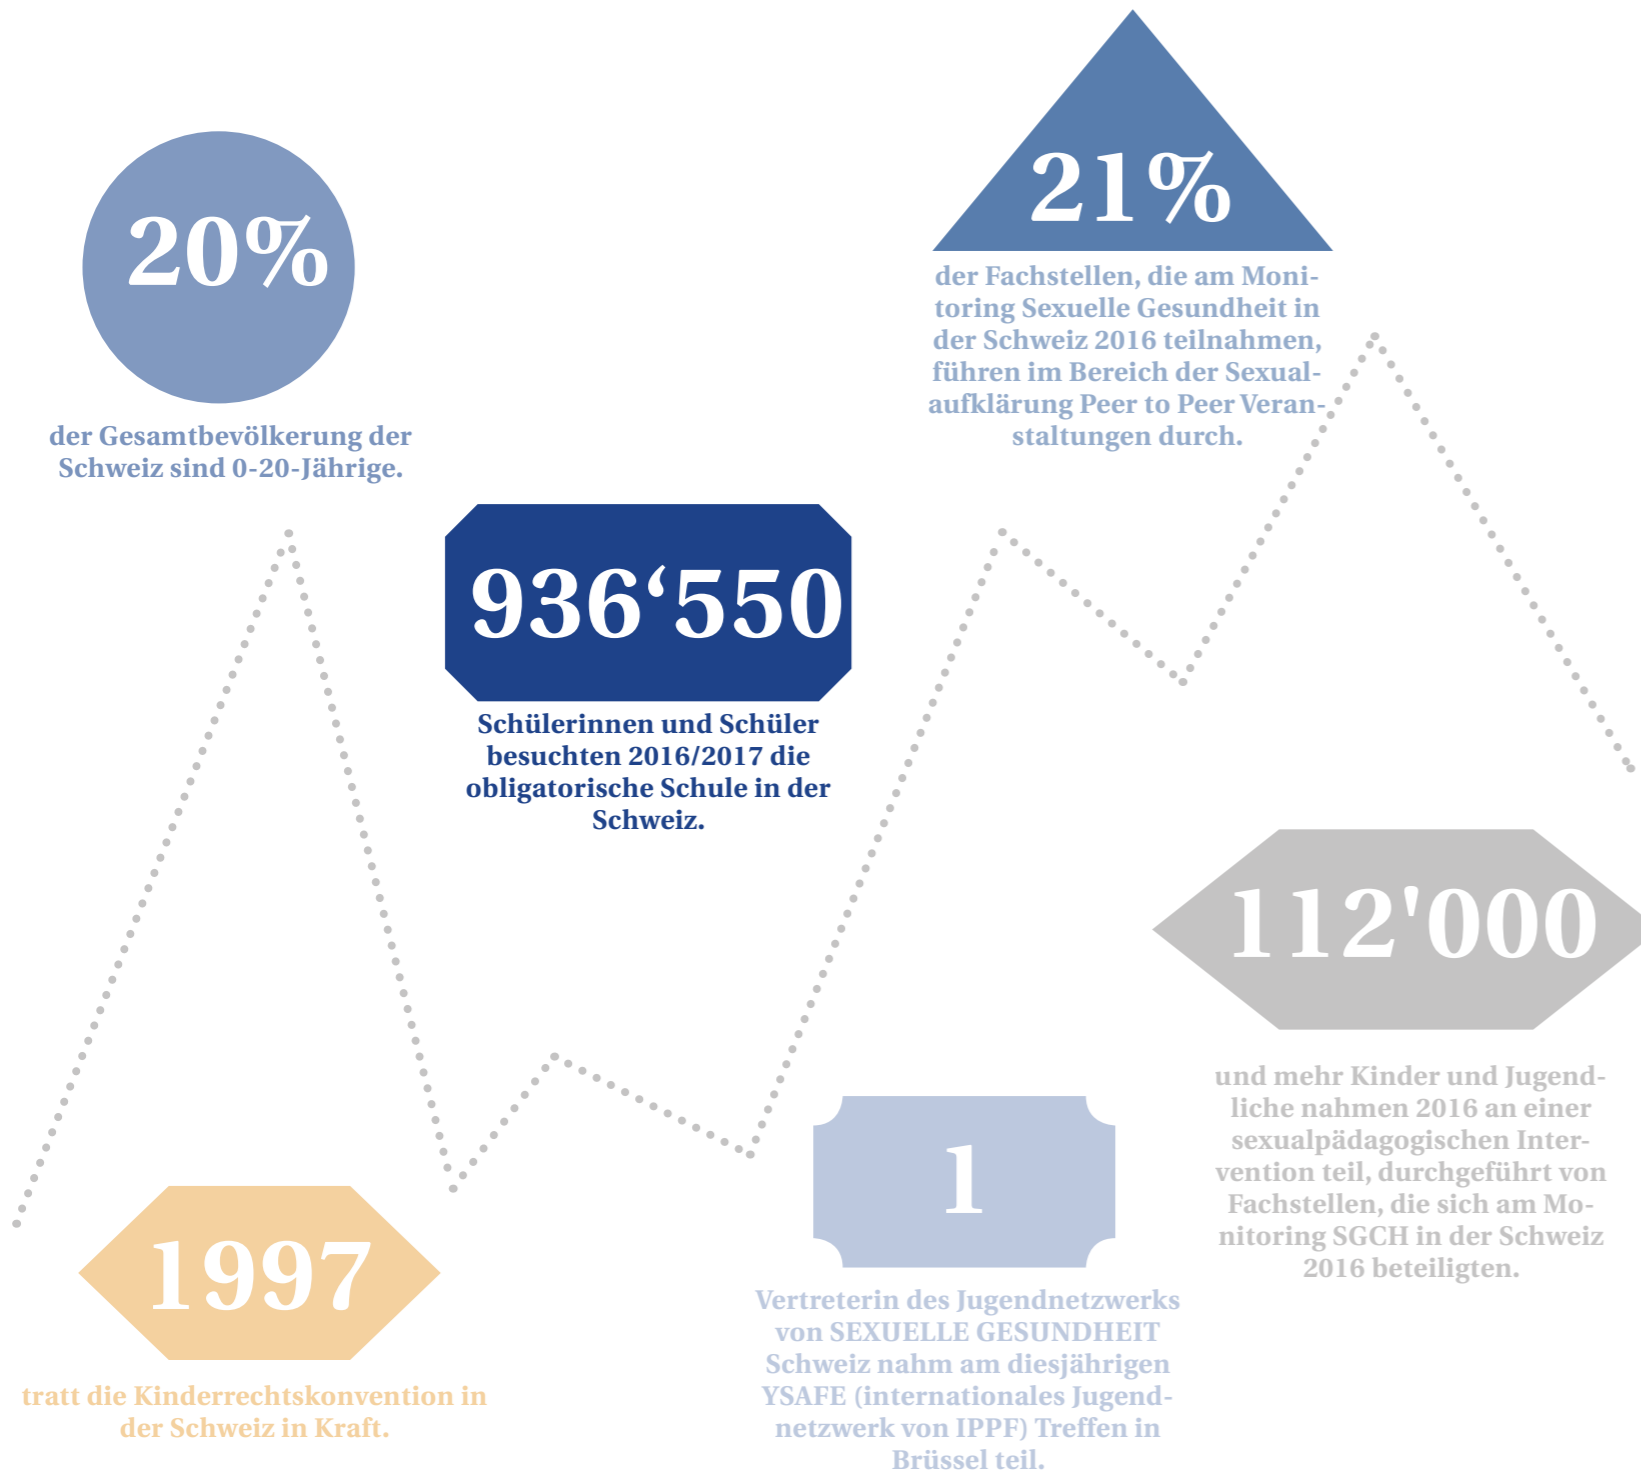 20%
der Gesamtbevölkerung der
Schweiz sind 0-20-Jährige.
21%
der Fachstellen, die am Moni-
toring Sexuelle Gesundheit in
der Schweiz 2016 teilnahmen,
führen im Bereich der Sexual-
aufklärung Peer to Peer Veran-
staltungen durch.
936‘550
Schülerinnen und Schüler
besuchten 2016/2017 die
obligatorische Schule in der
Schweiz.
112'000
und mehr Kinder und Jugend-
liche nahmen 2016 an einer
sexualpädagogischen Inter-
vention teil, durchgeführt von
Fachstellen, die sich am Mo-
nitoring SGCH in der Schweiz
2016 beteiligten.
1997
tratt die Kinderrechtskonvention in
der Schweiz in Kraft.
1
Vertreterin des Jugendnetzwerks
von SEXUELLE GESUNDHEIT
Schweiz nahm am diesjährigen
YSAFE (internationales Jugend-
netzwerk von IPPF) Treffen in
Brüssel teil.